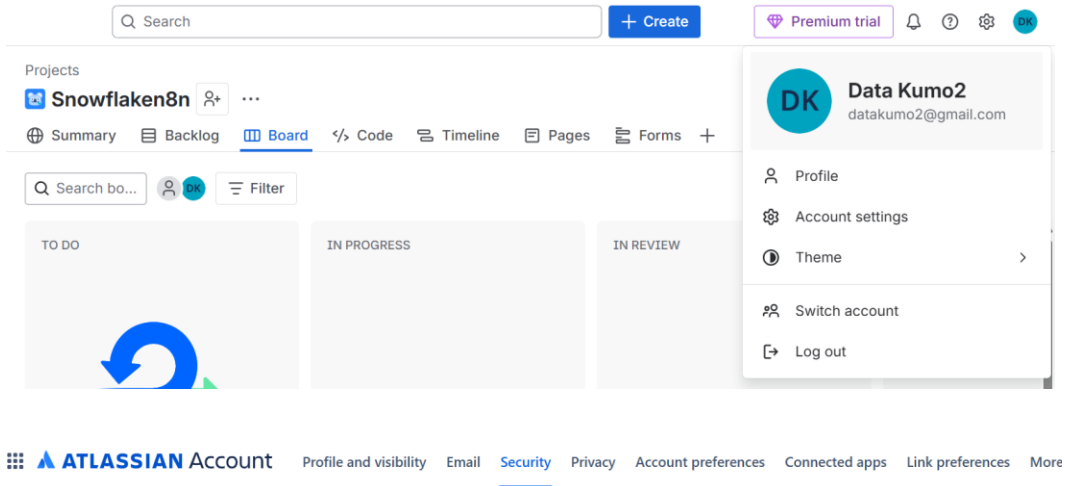 Search
+ Create
Premium trial
DK
Projects
Snowflaken8n
Summary
Backlog
Board
Code
Timeline
Pages
Forms
Search bo...
DK
Filter
TO DO
IN PROGRESS
IN REVIEW
DK
Data Kumo2
datakumo2@gmail.com
Profile
Account settings
Theme
Switch account
Log out
ATLASSIAN Account
Profile and visibility
Email
Security
Privacy
Account preferences
Connected apps
Link preferences
More